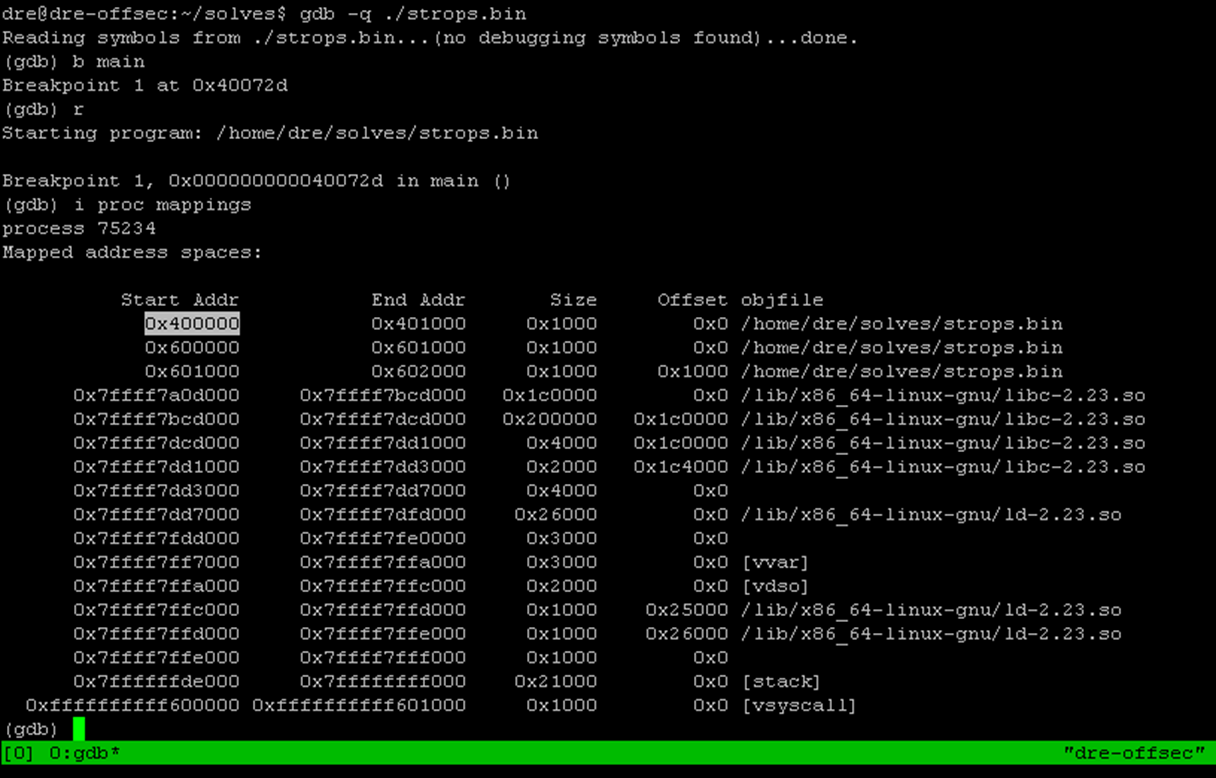 dre@dre-offsec:~/solves$ gdb -q ./strops.bin
Reading symbols from ./strops.bin...(no debugging symbols found)...done.
(gdb) b main
Breakpoint 1 at 0x40072d
(gdb) r
Starting program: /home/dre/solves/strops.bin
Breakpoint 1, 0x000000000040072d in main ()
(gdb) i proc mappings
process 75234
Mapped address spaces:
Start Addr End Addr Size Offset objfile
0x400000 0x401000 0x1000 0x0 /home/dre/solves/strops.bin
0x600000 0x601000 0x1000 0x0 /home/dre/solves/strops.bin
0x601000 0x602000 0x1000 0x1000 /home/dre/solves/strops.bin
0x7ffff7a0d000 0x7ffff7bcd000 0x1c0000 0x0 /lib/x86_64-linux-gnu/libc-2.23.so
0x7ffff7bcd000 0x7ffff7dcd000 0x200000 0x1c0000 /lib/x86_64-linux-gnu/libc-2.23.so
0x7ffff7dcd000 0x7ffff7dd1000 0x4000 0x1c0000 /lib/x86_64-linux-gnu/libc-2.23.so
0x7ffff7dd1000 0x7ffff7dd3000 0x2000 0x1c4000 /lib/x86_64-linux-gnu/libc-2.23.so
0x7ffff7dd3000 0x7ffff7dd7000 0x4000 0x0
0x7ffff7dd7000 0x7ffff7dfd000 0x26000 0x0 /lib/x86_64-linux-gnu/ld-2.23.so
0x7ffff7fdd000 0x7ffff7fe0000 0x3000 0x0
0x7ffff7ff7000 0x7ffff7ffa000 0x3000 0x0 [vvar]
0x7ffff7ffa000 0x7ffff7ffc000 0x2000 0x0 [vdso]
0x7ffff7ffc000 0x7ffff7ffd000 0x1000 0x25000 /lib/x86_64-linux-gnu/ld-2.23.so
0x7ffff7ffd000 0x7ffff7ffe000 0x1000 0x26000 /lib/x86_64-linux-gnu/ld-2.23.so
0x7ffff7ffe000 0x7ffff7fff000 0x1000 0x0
0x7ffffffde000 0x7ffffffff000 0x21000 0x0 [stack]
0xffffffffff600000 0xffffffffff601000 0x1000 0x0 [vsyscall]
(gdb)
[0] 0:gdb* "dre-offsec"